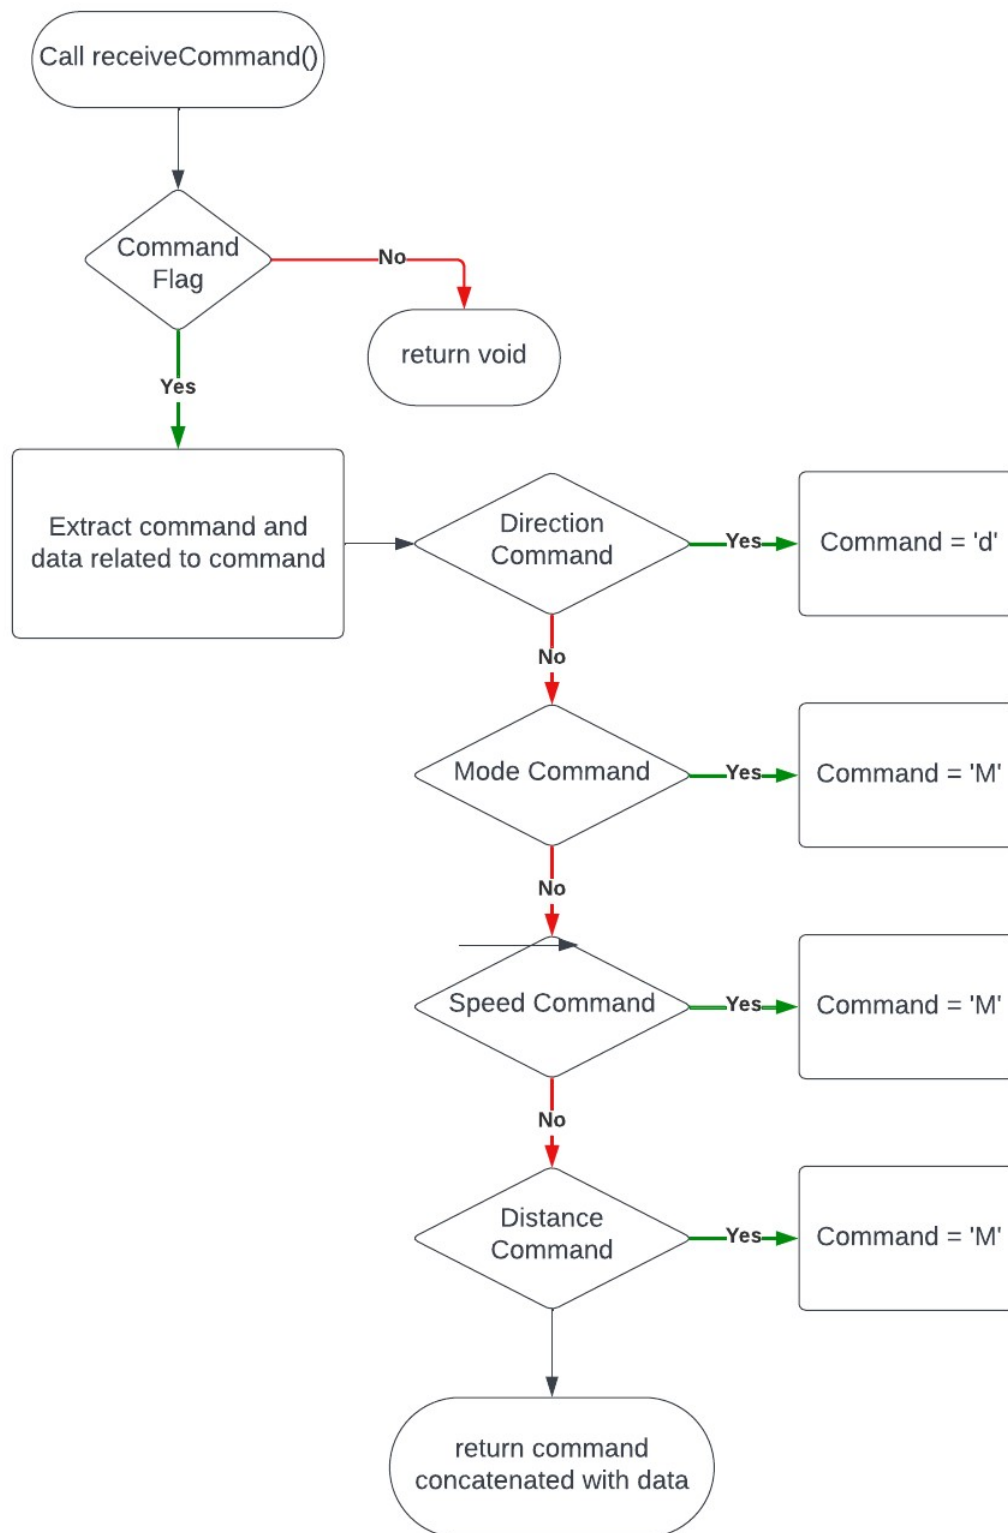 Call receiveCommand()
Command
Flag
No
return void
Yes
Extract command and
data related to command
Direction
Command
Yes
Command = 'd'
No
Mode Command
Yes
Command = 'M'
No
Speed Command
Yes
Command = 'M'
No
Distance
Command
Yes
Command = 'M'
return command
concatenated with data